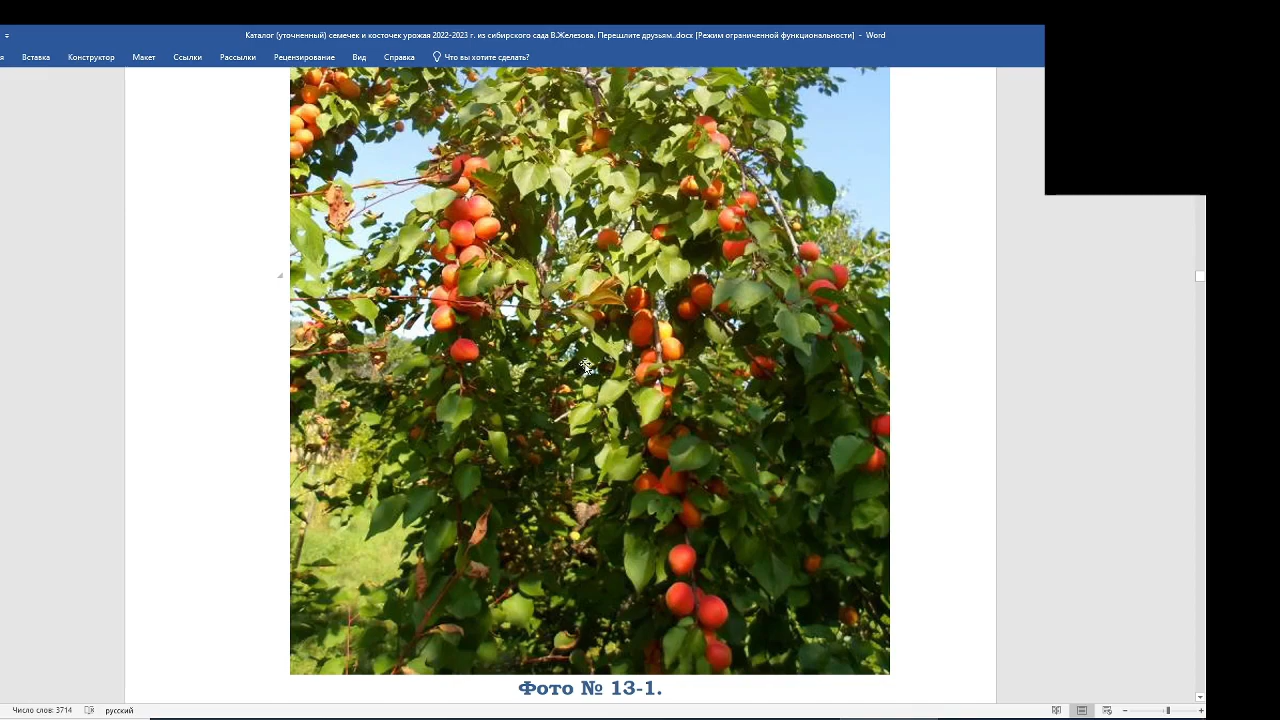 Каталог (уточненный) семечек и косточек урожая 2022-2023 г. из сибирского сада В.Железова. Перешлите друзьям..docx [Режим ограниченной функциональности] - Word
я Вставка Конструктор Макет Ссылки Рассылки Рецензирование Вид Справка Что вы хотите сделать?
Фото № 13-1.
Число слов: 3714 русский